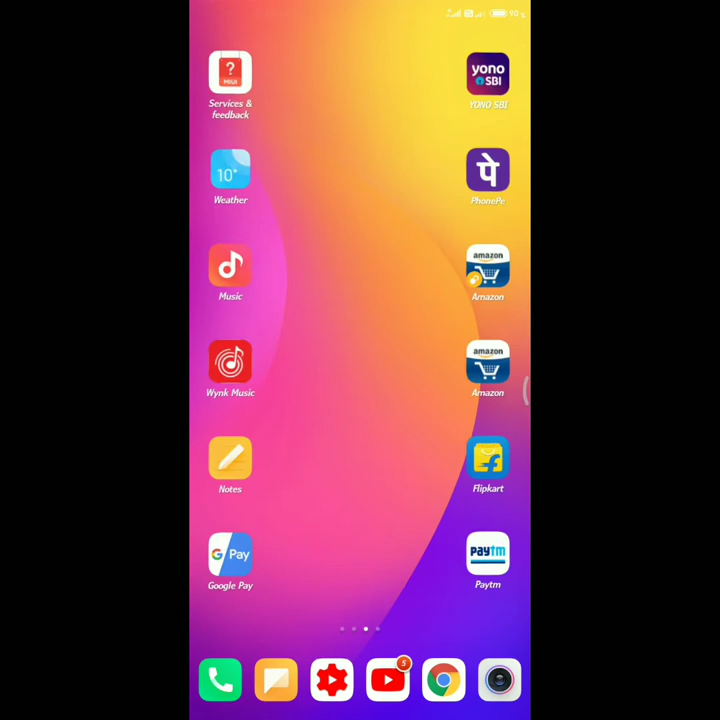 90
?
MIUI
Services &
feedback
yono
SBI
YONO SBI
10°
Weather
पे
PhonePe
Music
amazon
Amazon
Wynk Music
amazon
Amazon
Notes
Flipkart
G Pay
Google Pay
paytm
Paytm
5